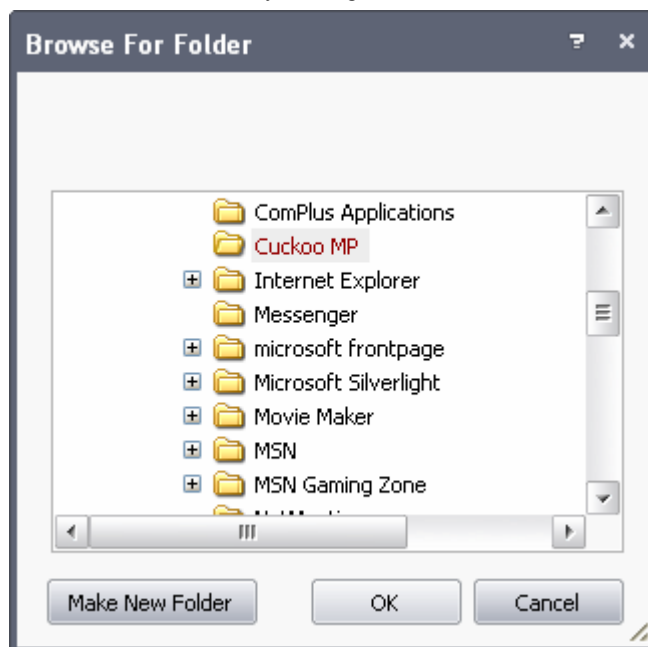 Browse For Folder
ComPlus Applications
Cuckoo MP
Internet Explorer
Messenger
microsoft frontpage
Microsoft Silverlight
Movie Maker
MSN
MSN Gaming Zone
Make New Folder OK Cancel